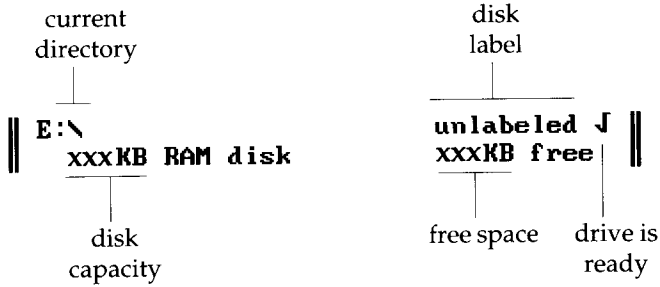 current
directory
disk
label
E:\
xxxKB RAM disk
unlabeled √
xxxKB free
disk
capacity
free space
drive is
ready